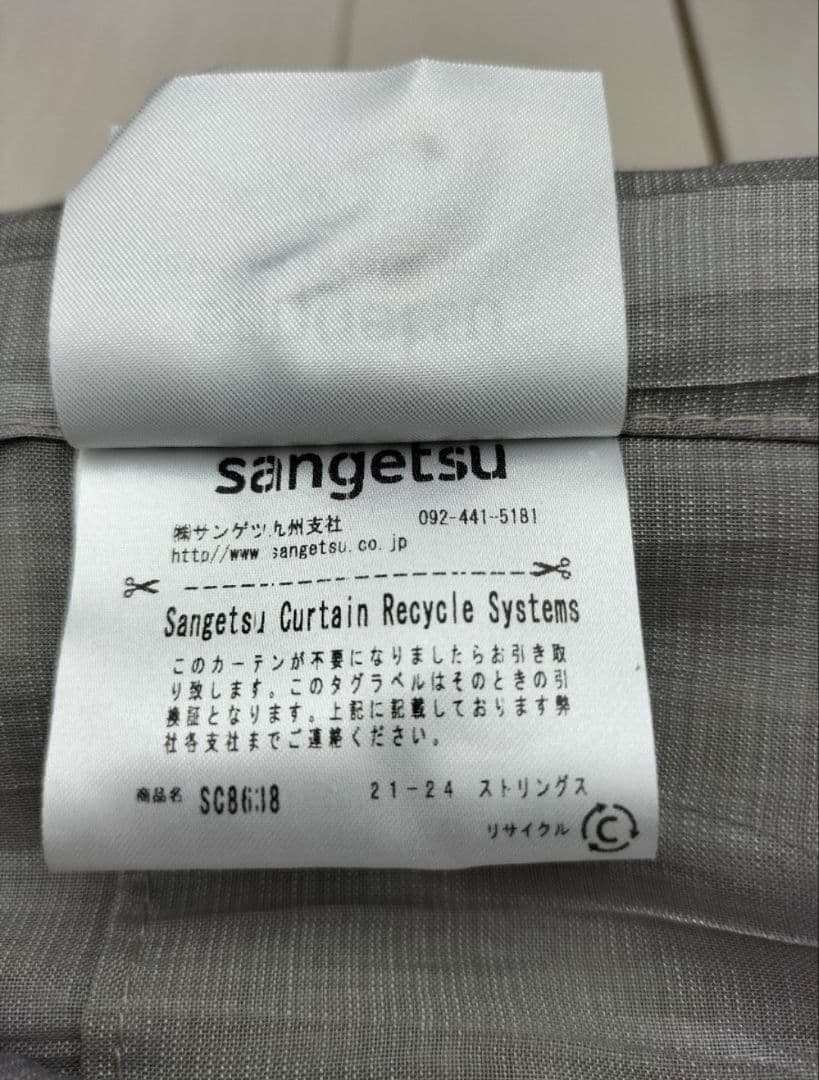 sangetsu
㈱サンゲツ九州支社 092-441-5181
http//www.sangetsu.co.jp
Sangetsu Curtain Recycle Systems
このカーテンが不要になりましたらお引き取
り致します。このタグラベルはそのときの引
換証となります。上記に記載しております弊
社各支社までご連絡ください。
商品名 21-24 ストリングス
リサイクル C